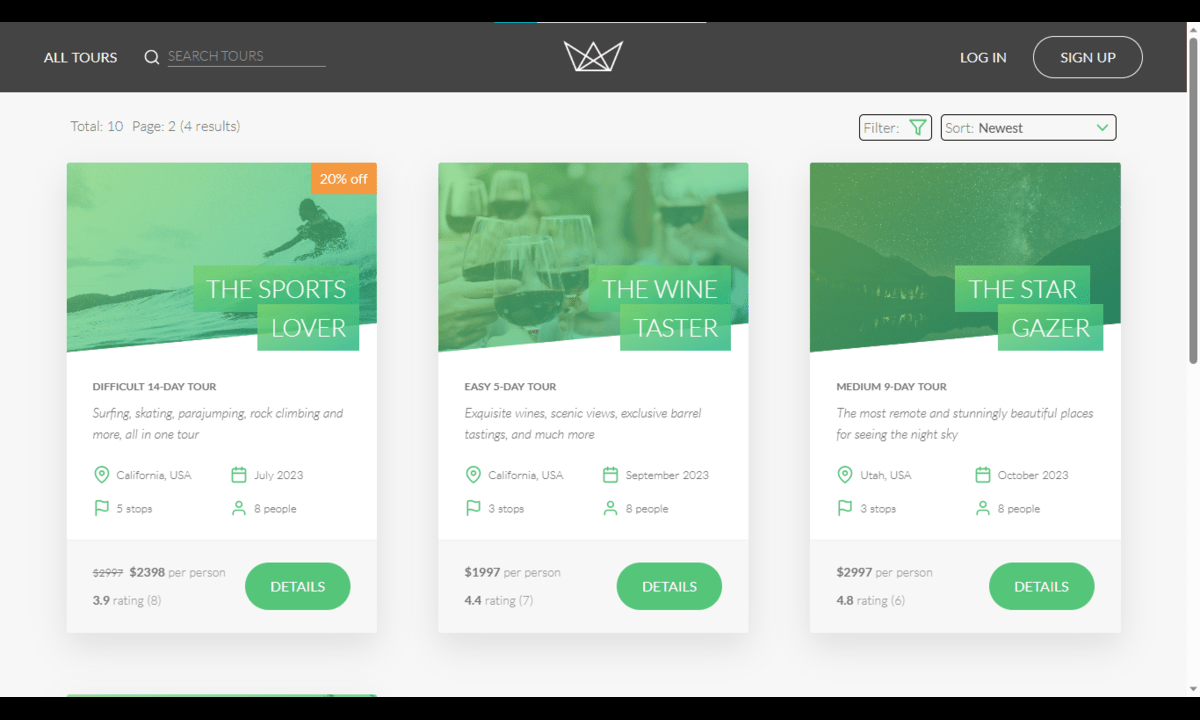 ALL TOURS
SEARCH TOURS
LOG IN
SIGN UP
Total: 10 Page: 2 (4 results)
Filter:
Sort: Newest
20% off
THE SPORTS
LOVER
DIFFICULT 14-DAY TOUR
Surfing, skating, parajumping, rock climbing and
more, all in one tour
California, USA
July 2023
5 stops
8 people
$2997 $2398 per person
3.9 rating (8)
DETAILS
THE WINE
TASTER
EASY 5-DAY TOUR
Exquisite wines, scenic views, exclusive barrel
tastings, and much more
California, USA
September 2023
3 stops
8 people
$1997 per person
4.4 rating (7)
DETAILS
THE STAR
GAZER
MEDIUM 9-DAY TOUR
The most remote and stunningly beautiful places
for seeing the night sky
Utah, USA
October 2023
3 stops
8 people
$2997 per person
4.8 rating (6)
DETAILS